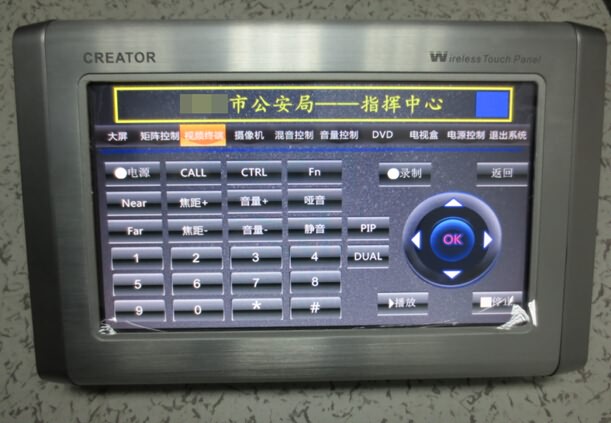 CREATOR
Wireless Touch Panel
市公安局——指挥中心
大屏 矩阵控制 视频终端 摄像机 混音控制 音量控制 DVD 电视盒 电源控制 退出系统
电源 CALL CTRL Fn 录制 返回
Near 焦距+ 音量+ 哑音
Far 焦距- 音量- 静音 PIP OK
1 2 3 4 DUAL
5 6 7 8
9 0 * # 播放 停止